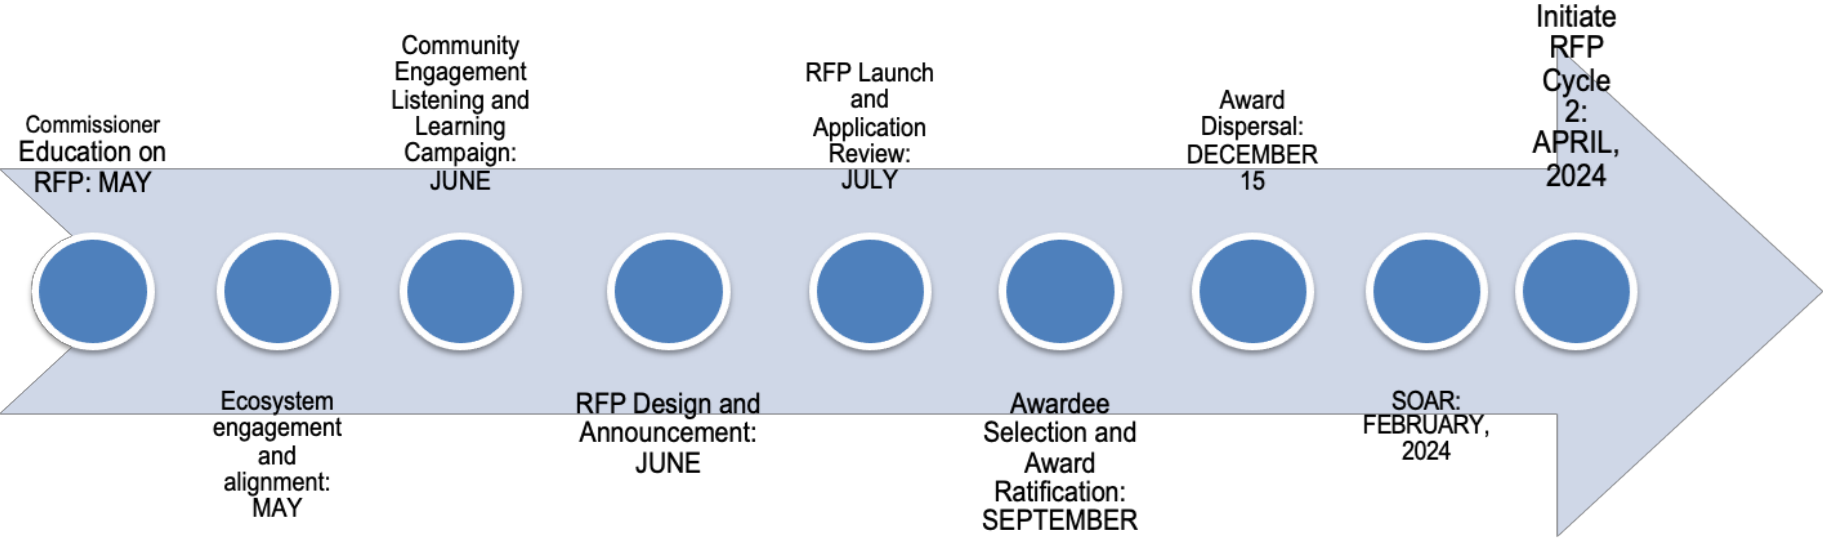 Commissioner
Education on
RFP: MAY
Ecosystem
engagement
and
alignment:
MAY
Community
Engagement
Listening and
Learning
Campaign:
JUNE
RFP Design and
Announcement:
JUNE
RFP Launch
and
Application
Review:
JULY
Awardee
Selection and
Award
Ratification:
SEPTEMBER
Award
Dispersal:
DECEMBER
15
SOAR:
FEBRUARY,
2024
Initiate
RFP
Cycle
2:
APRIL,
2024